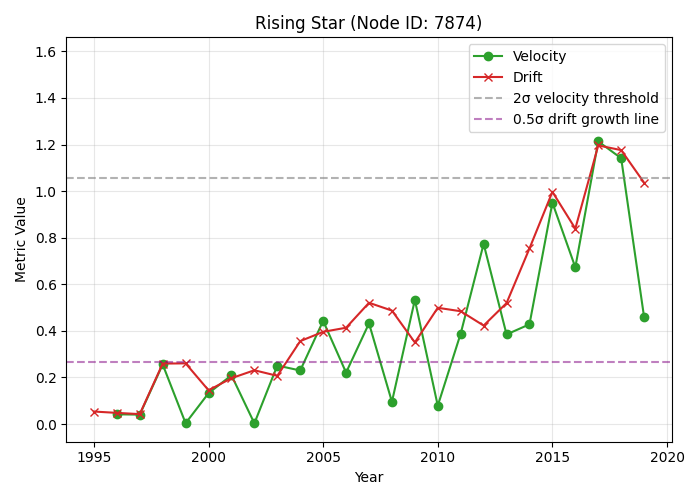 Rising Star (Node ID: 7874)
Velocity
Drift
2σ velocity threshold
0.5σ drift growth line
Metric Value
1.6
1.4
1.2
1.0
0.8
0.6
0.4
0.2
0.0
1995 2000 2005 2010 2015 2020
Year